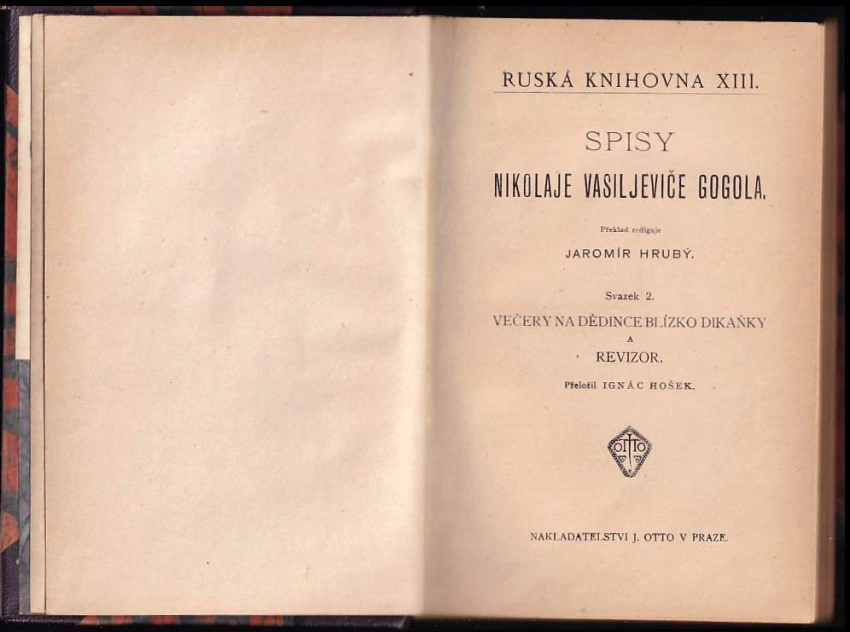 RUSKÁ KNIHOVNA XIII.
SPISY
NIKOLAJE VASILJEVIČE GOGOLA.
Překlad rediguje
JAROMÍR HRUBÝ.
Svazek 2.
VEČERY NA DĚDINCE BLÍZKO DIKAŇKY
A
REVIZOR.
Přeložil IGNÁC HOŠEK.
OTTO
NAKLADATELSTVÍ J. OTTO V PRAZE.